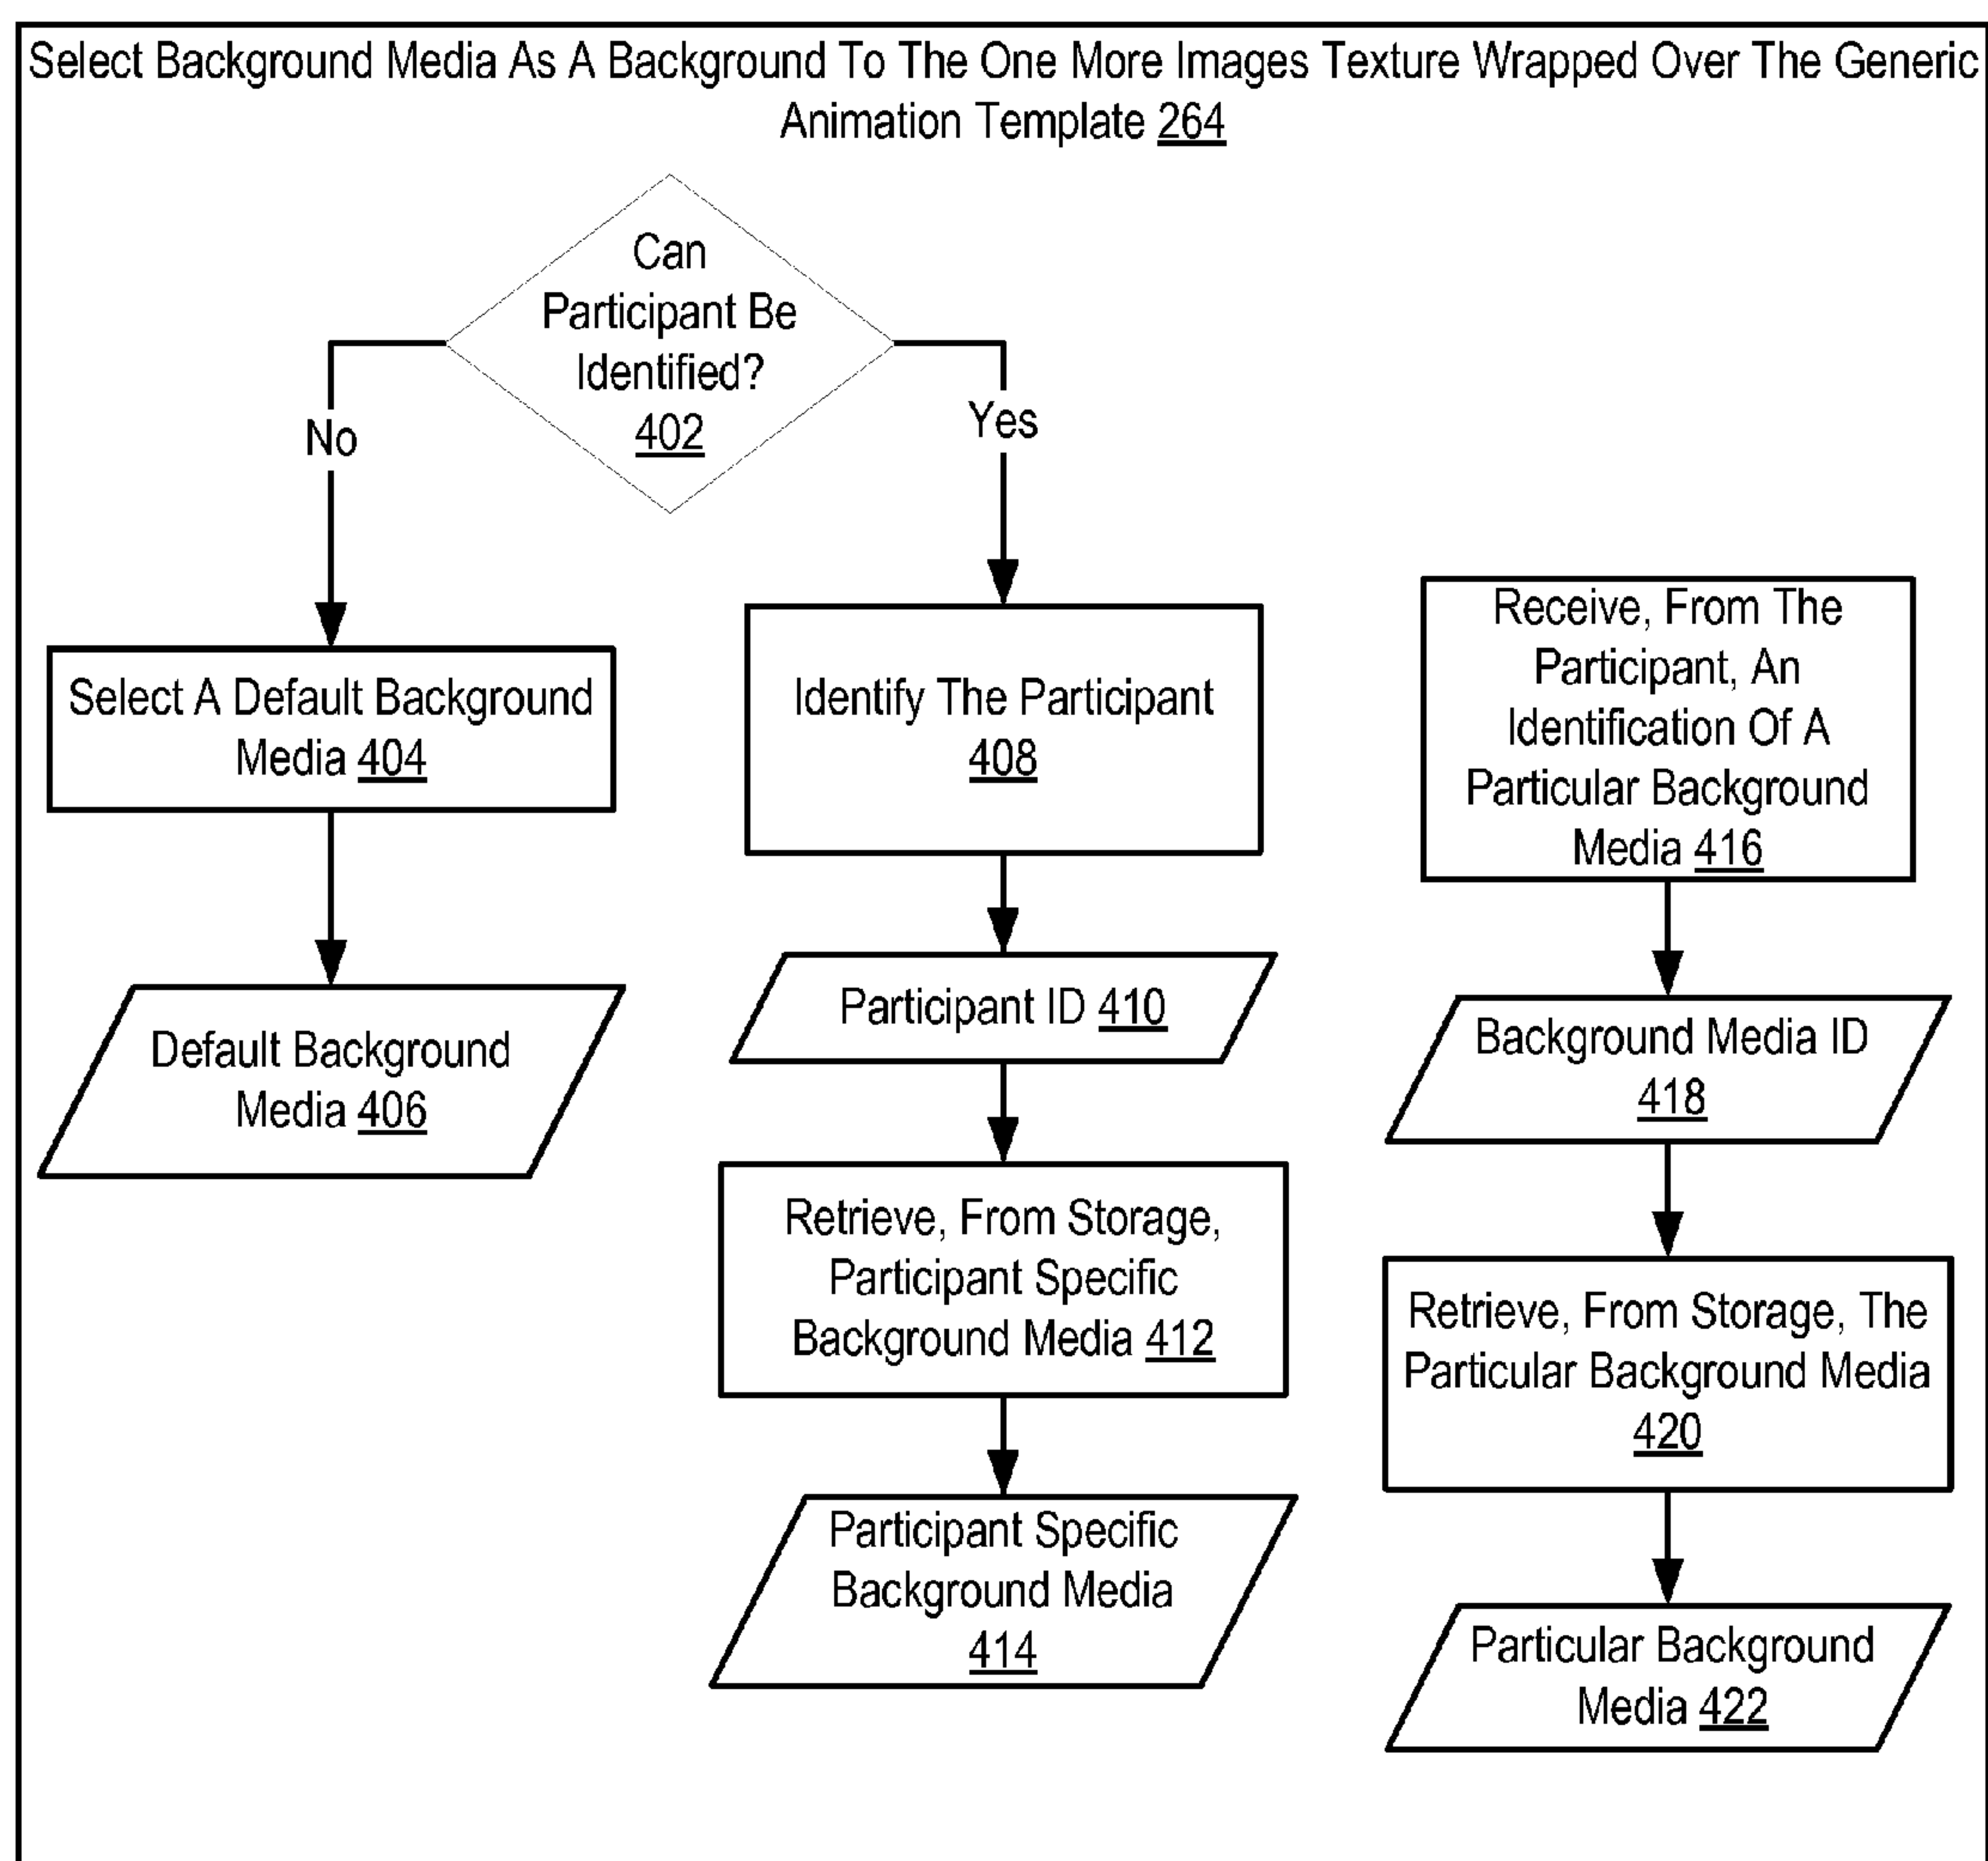 Select Background Media As A Background To The One More Images Texture Wrapped Over The Generic
Animation Template 264
Can
Participant Be
Identified?
402
No
Yes
Select A Default Background
Media 404
Default Background
Media 406
Identify The Participant
408
Participant ID 410
Retrieve, From Storage,
Participant Specific
Background Media 412
Participant Specific
Background Media
414
Receive, From The
Participant, An
Identification Of A
Particular Background
Media 416
Background Media ID
418
Retrieve, From Storage, The
Particular Background Media
420
Particular Background
Media 422